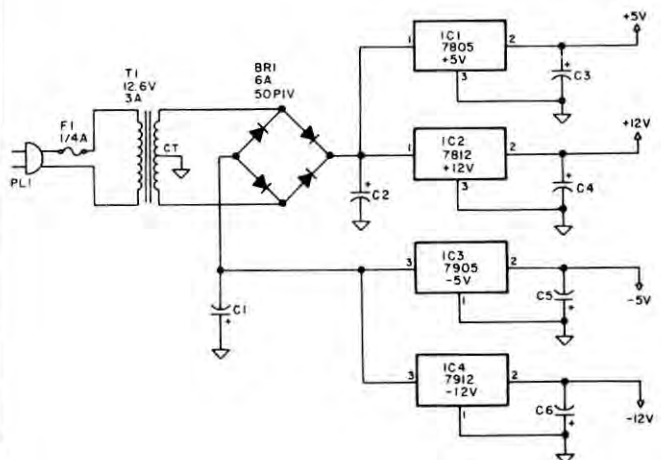 T1
12.6V
3A
F1
1/4A
PL1
CT
BR1
6A
50PIV
C1
C2
1
IC1
7805
+5V
2
3
+
C3
+5V
1
IC2
7812
+12V
2
3
+
C4
+12V
3
IC3
7905
-5V
2
1
C5
+
-5V
3
IC4
7912
-12V
2
1
C6
+
-12V
+
+